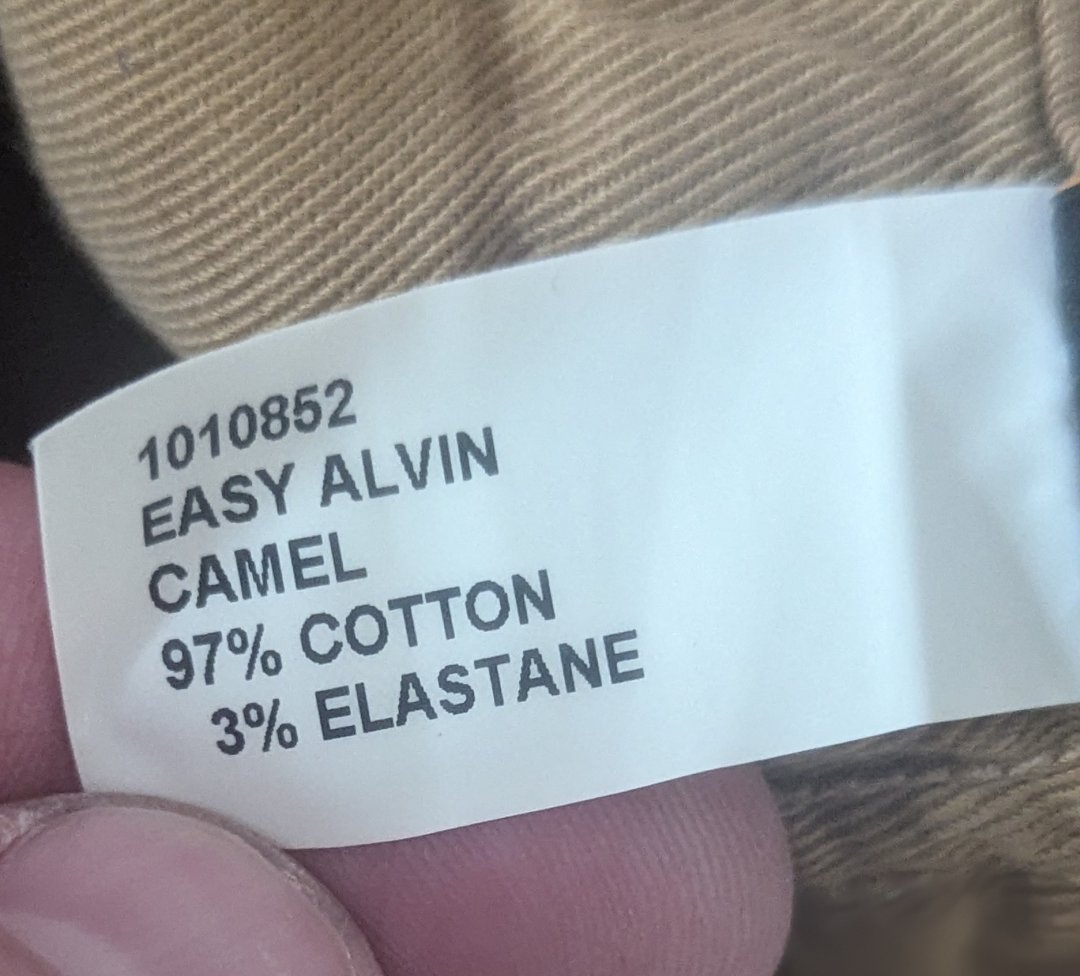 1010852
EASY ALVIN
CAMEL
97% COTTON
3% ELASTANE